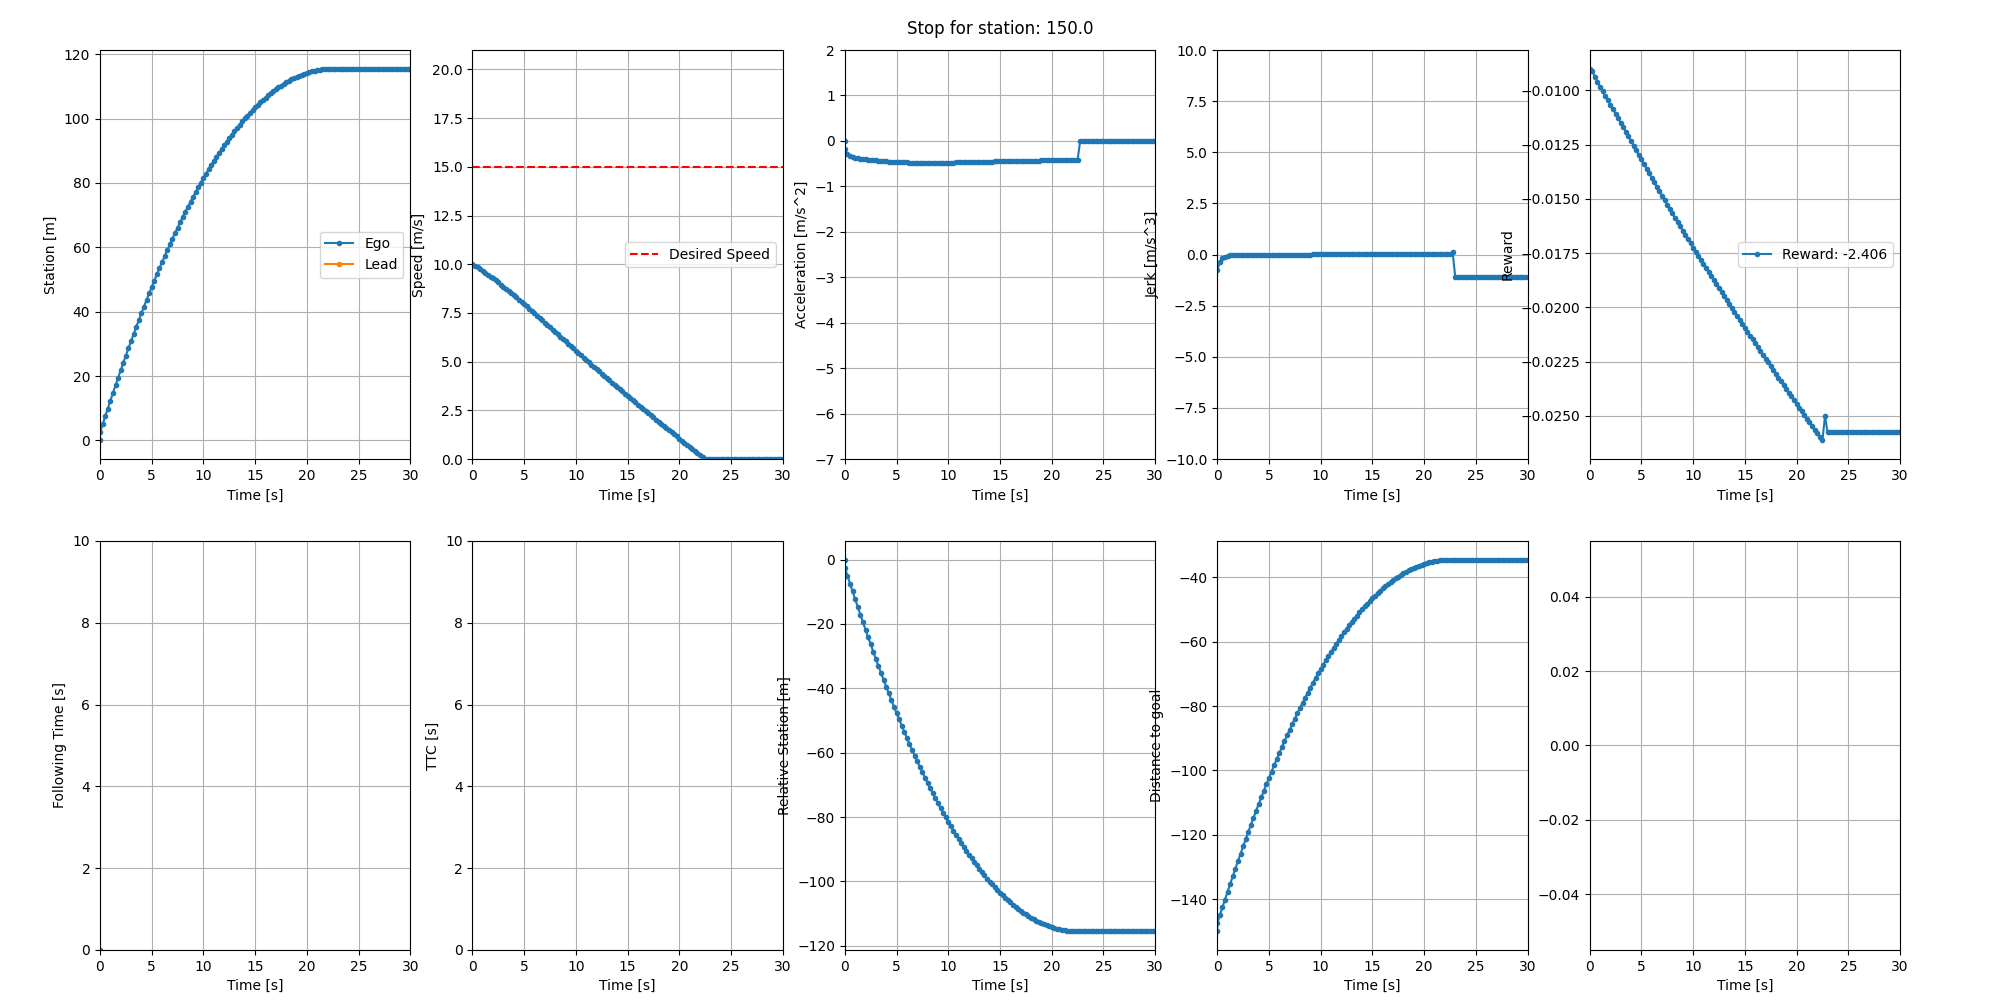 Stop for station: 150.0
Station [m]
120
100
80
60
40
20
0
Ego
Lead
0 5 10 15 20 25 30
Time [s]
Speed [m/s]
20.0
17.5
15.0
12.5
10.0
7.5
5.0
2.5
0.0
Desired Speed
0 5 10 15 20 25 30
Time [s]
Acceleration [m/s^2]
2
1
0
−1
−2
−3
−4
−5
−6
−7
0 5 10 15 20 25 30
Time [s]
Jerk [m/s^3]
10.0
7.5
5.0
2.5
0.0
−2.5
−5.0
−7.5
−10.0
0 5 10 15 20 25 30
Time [s]
Reward
−0.0100
−0.0125
−0.0150
−0.0175
−0.0200
−0.0225
−0.0250
Reward: -2.406
0 5 10 15 20 25 30
Time [s]
Following Time [s]
10
8
6
4
2
0
0 5 10 15 20 25 30
Time [s]
TTC [s]
10
8
6
4
2
0
0 5 10 15 20 25 30
Time [s]
Relative Station [m]
0
−20
−40
−60
−80
−100
−120
0 5 10 15 20 25 30
Time [s]
Distance to goal
−40
−60
−80
−100
−120
−140
0 5 10 15 20 25 30
Time [s]
0.04
0.02
0.00
−0.02
−0.04
0 5 10 15 20 25 30
Time [s]